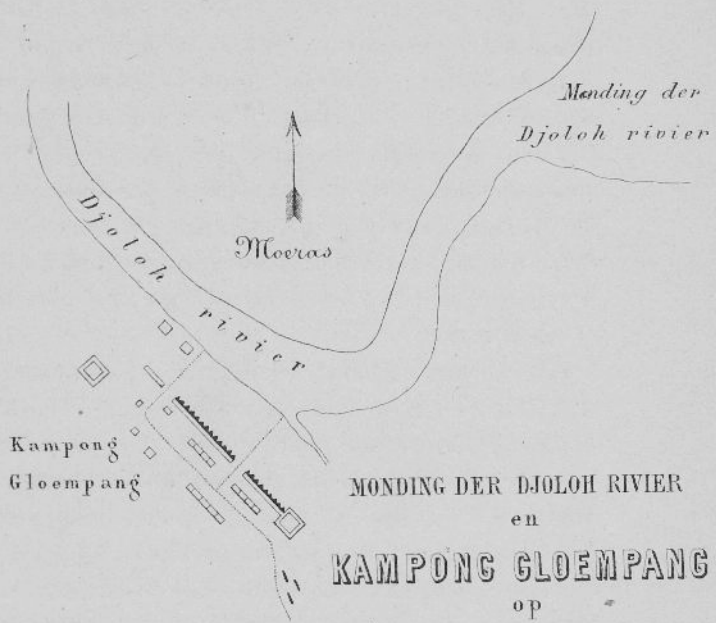 Monding der
Djoloh rivier
Moeras
Djoloh rivier
Kampong
Gloempang
MONDING DER DJOLOH RIVIER
en
KAMPONG GLOEMPANG
op